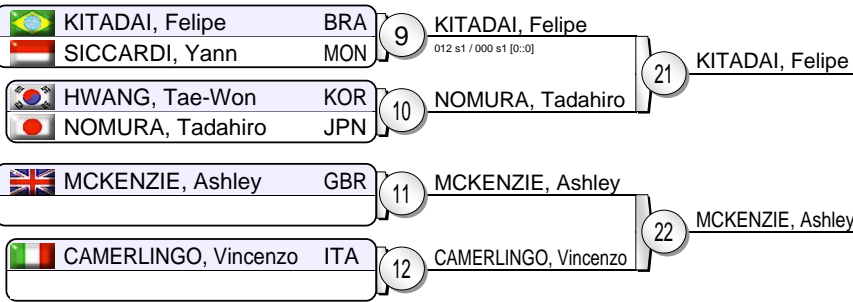 KITADAI, Felipe BRA
SICCARDI, Yann MON
9
KITADAI, Felipe
012 s1 / 000 s1 [0::0]
21
KITADAI, Felipe
HWANG, Tae-Won KOR
NOMURA, Tadahiro JPN
10
NOMURA, Tadahiro
MCKENZIE, Ashley GBR
11
MCKENZIE, Ashley
22
MCKENZIE, Ashley
CAMERLINGO, Vincenzo ITA
12
CAMERLINGO, Vincenzo